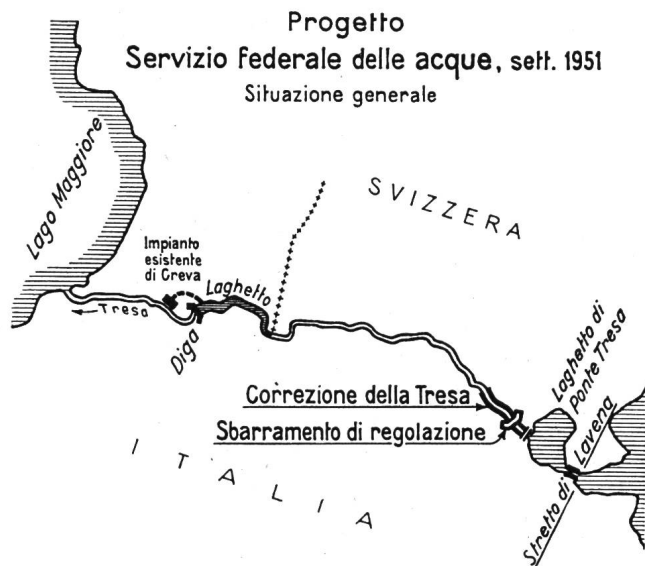 Progetto
Servizio federale delle acque, sett. 1951
Situazione generale
Lago Maggiore
SVIZZERA
Impianto
esistente
di Creva
Laghetto
Tresa
Diga
Laghetto di
Ponte Tresa
Correzione della Tresa
Sbarramento di regolazione
Stretto di Lavena
ITALIA